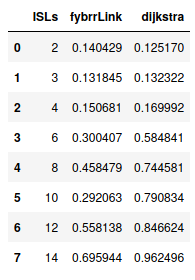 ISLs fybrrLink dijkstra
0 2 0.140429 0.125170
1 3 0.131845 0.132322
2 4 0.150681 0.169992
3 6 0.300407 0.584841
4 8 0.458479 0.744581
5 10 0.292063 0.790834
6 12 0.558138 0.846624
7 14 0.695944 0.962496